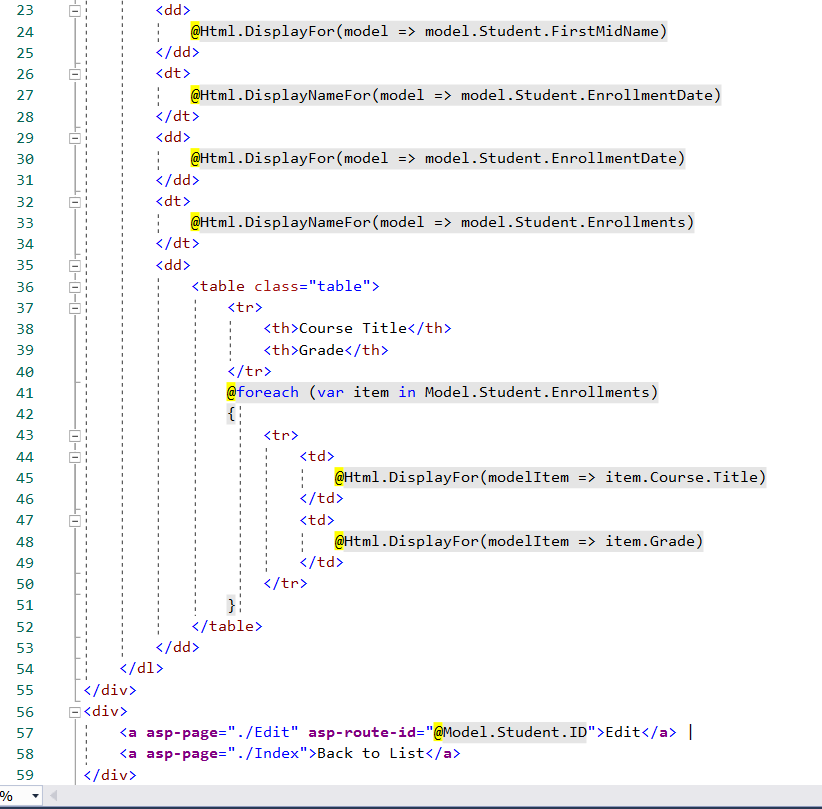 23 <dd>
24 @Html.DisplayFor(model => model.Student.FirstMidName)
25 </dd>
26 <dt>
27 @Html.DisplayNameFor(model => model.Student.EnrollmentDate)
28 </dt>
29 <dd>
30 @Html.DisplayFor(model => model.Student.EnrollmentDate)
31 </dd>
32 <dt>
33 @Html.DisplayNameFor(model => model.Student.Enrollments)
34 </dt>
35 <dd>
36 <table class="table">
37 <tr>
38 <th>Course Title</th>
39 <th>Grade</th>
40 </tr>
41 @foreach (var item in Model.Student.Enrollments)
42 {
43 <tr>
44 <td>
45 @Html.DisplayFor(modelItem => item.Course.Title)
46 </td>
47 <td>
48 @Html.DisplayFor(modelItem => item.Grade)
49 </td>
50 </tr>
51 }
52 </table>
53 </dd>
54 </dl>
55 </div>
56 <div>
57 <a asp-page="./Edit" asp-route-id="@Model.Student.ID">Edit</a> |
58 <a asp-page="./Index">Back to List</a>
59 </div>
%